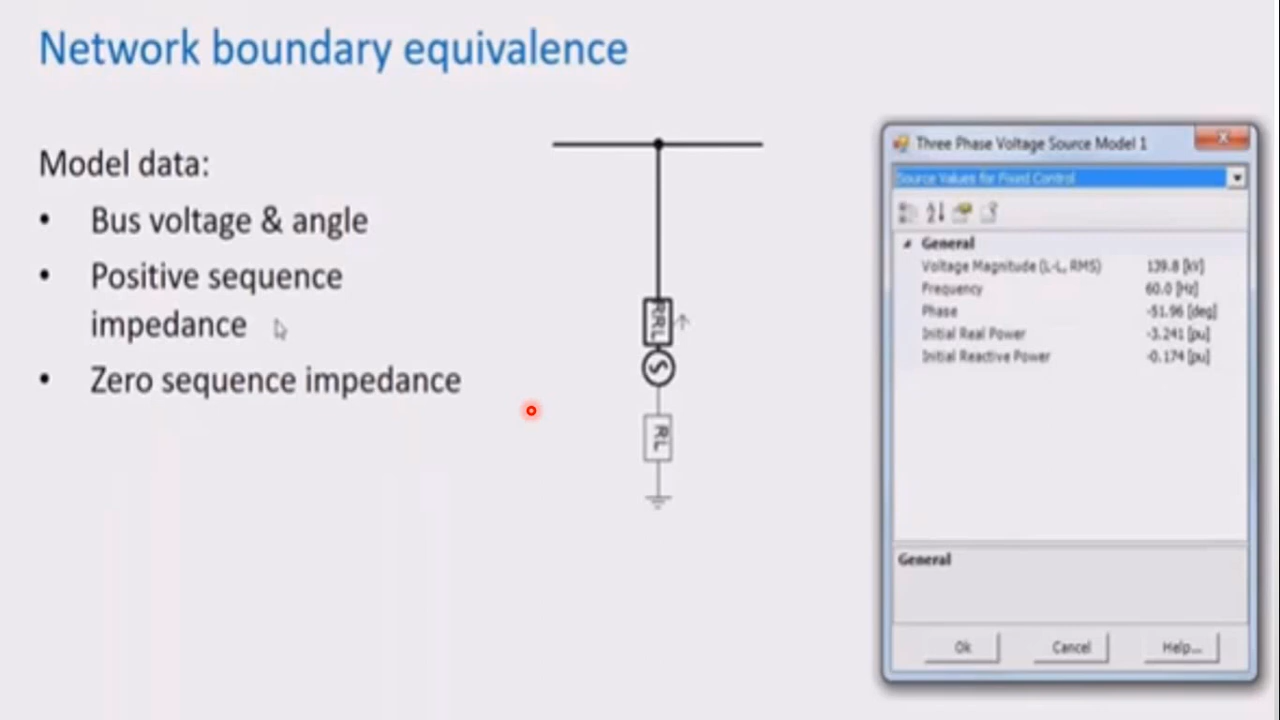 Network boundary equivalence
Model data:
• Bus voltage & angle
• Positive sequence
impedance
• Zero sequence impedance
RRL
S
RL
Three Phase Voltage Source Model 1
Source Values for Fixed Control
General
Voltage Magnitude (L-L, RMS) 139.8 [kV]
Frequency 60.0 [Hz]
Phase -51.96 [deg]
Initial Real Power -3.241 [pu]
Initial Reactive Power -0.174 [pu]
General
Ok Cancel Help...